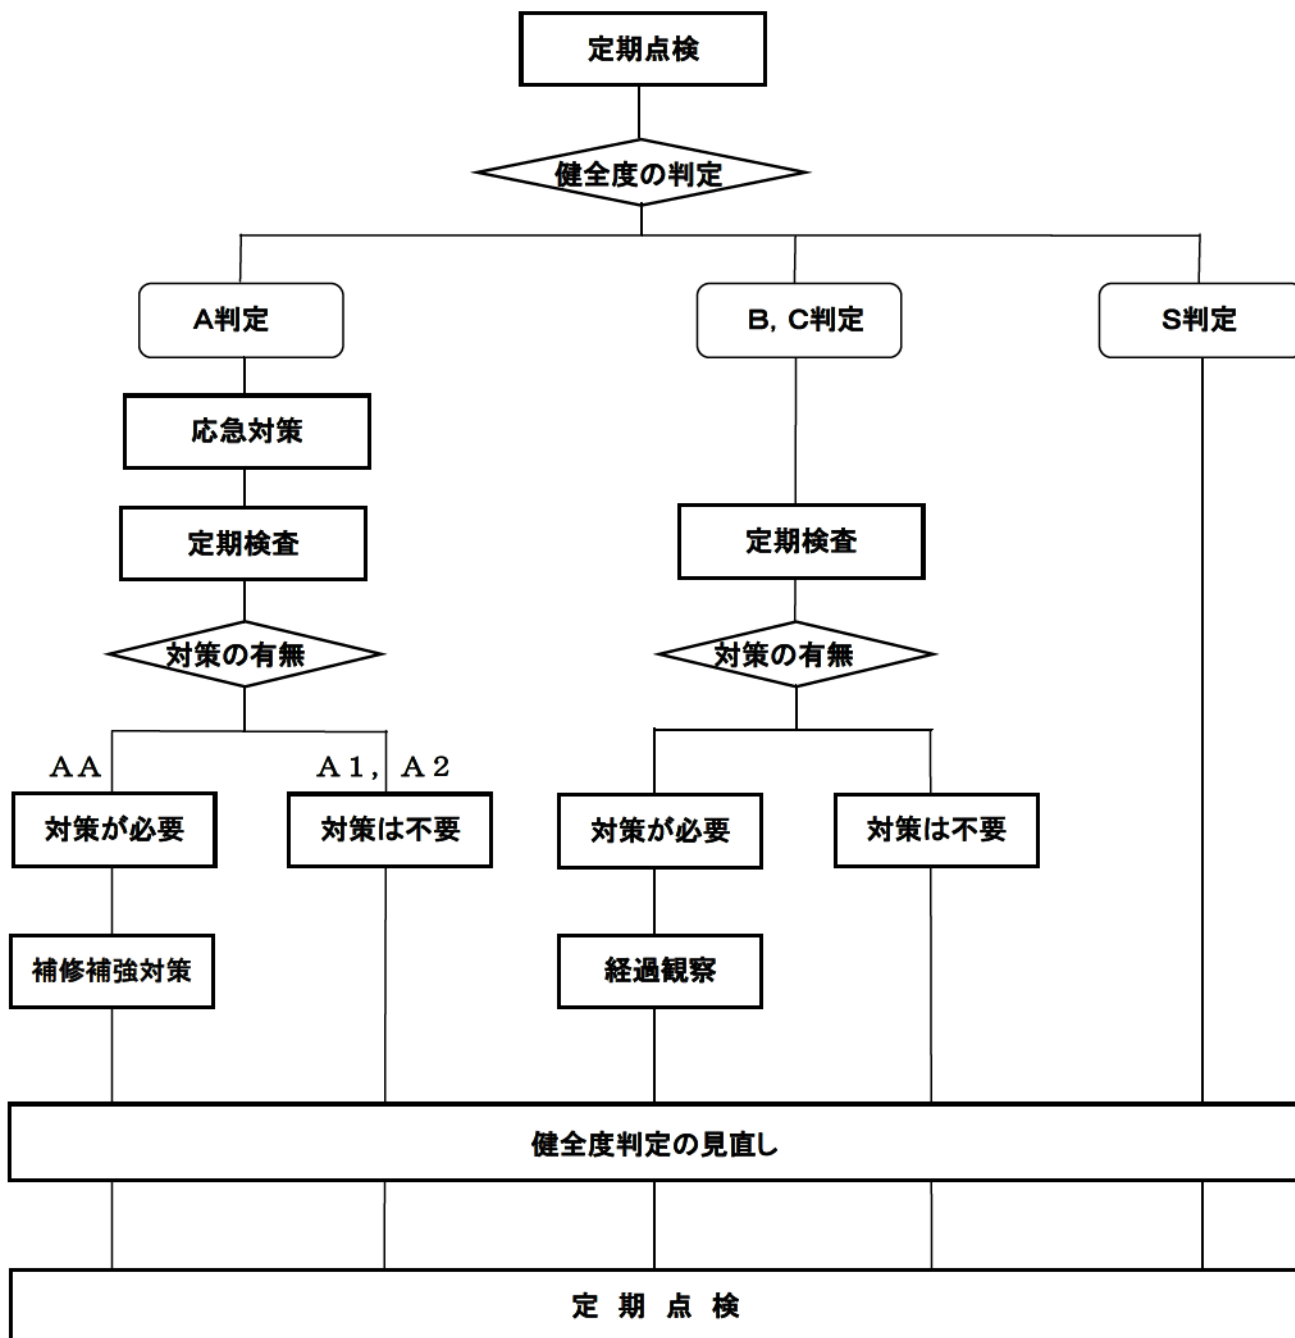 定期点検
健全度の判定
A判定
B, C判定
S判定
応急対策
定期検査
定期検査
対策の有無
対策の有無
AA
A1, A2
対策が必要
対策は不要
対策が必要
対策は不要
補修補強対策
経過観察
健全度判定の見直し
定 期 点 検